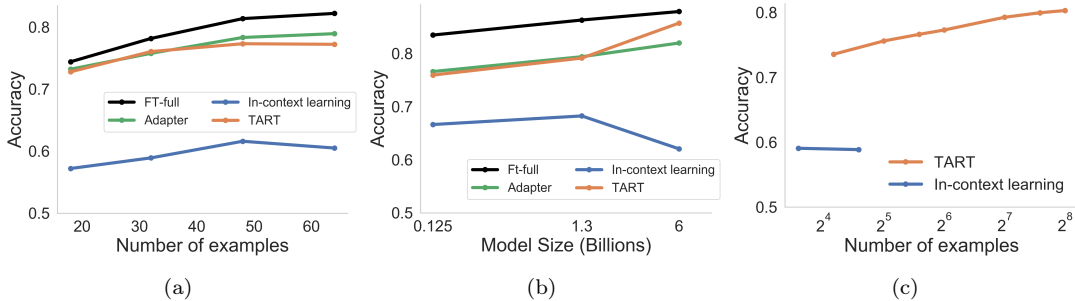 0.8
0.7
0.6
0.5
Accuracy
FT-full
Adapter
In-context learning
TART
20 30 40 50 60
Number of examples
(a)
0.8
0.7
0.6
0.5
Accuracy
Ft-full
Adapter
In-context learning
TART
0.125 1.3 6
Model Size (Billions)
(b)
0.8
0.7
0.6
0.5
Accuracy
TART
In-context learning
2^4 2^5 2^6 2^7 2^8
Number of examples
(c)